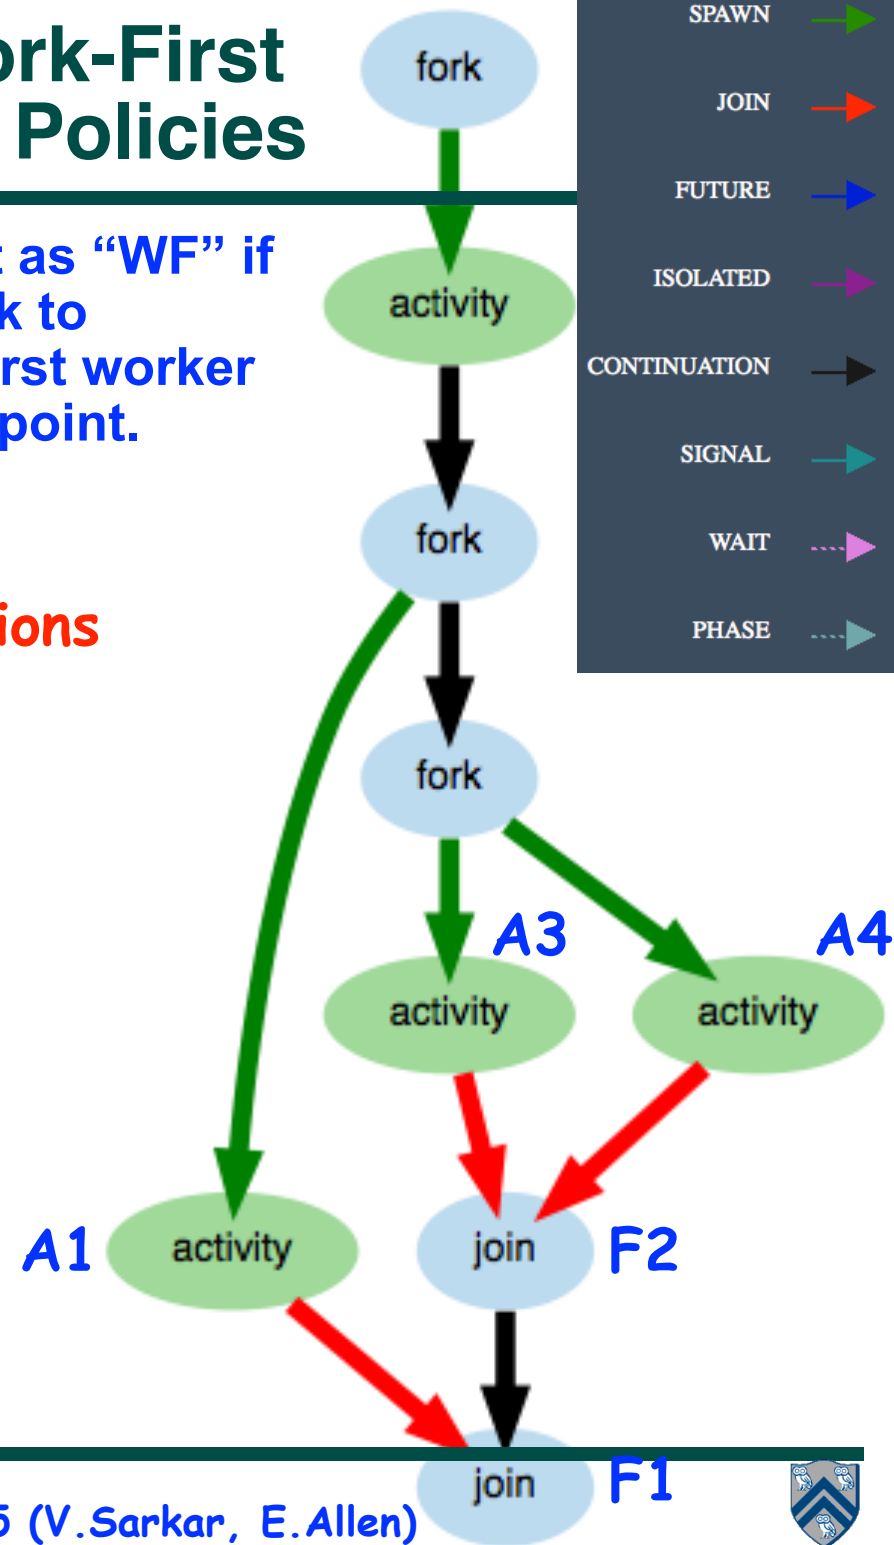 ork-First
Policies
t as “WF” if
k to
rst worker
point.
ions
fork
activity
fork
fork
A3
A4
activity
activity
A1
activity
join
F2
join
F1
5 (V.Sarkar, E.Allen)
SPAWN
JOIN
FUTURE
ISOLATED
CONTINUATION
SIGNAL
WAIT
PHASE